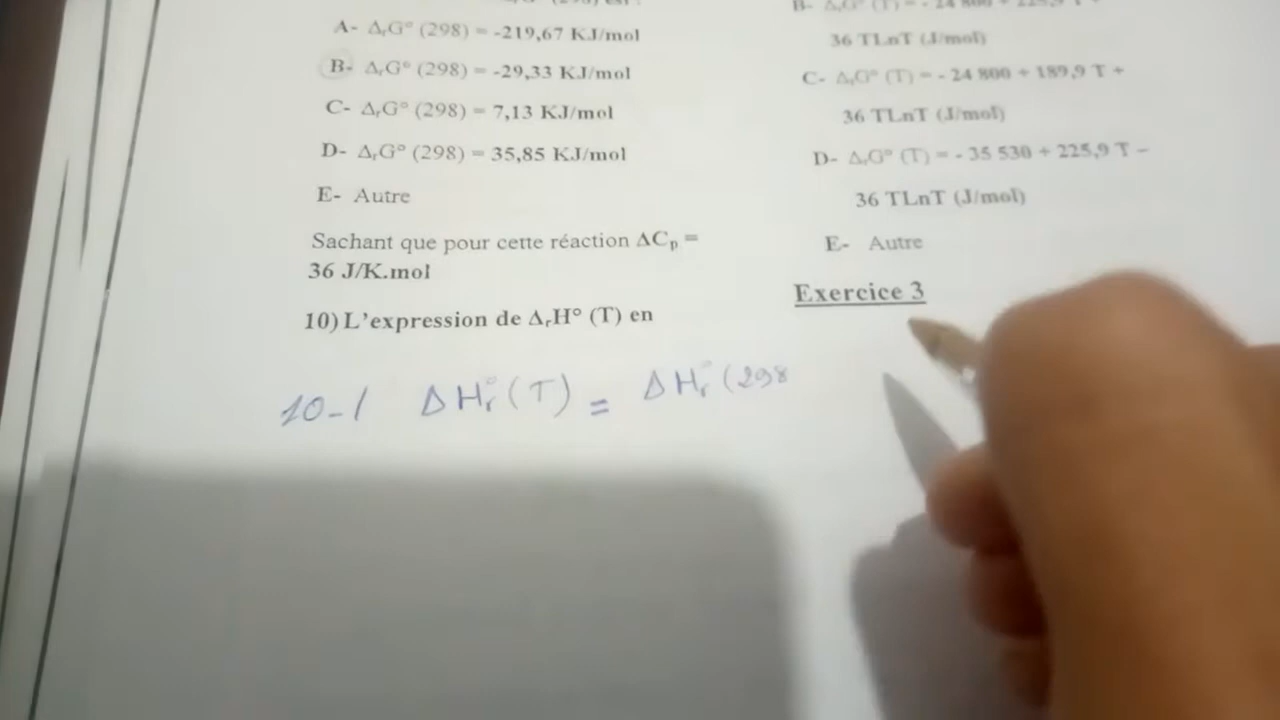 A- ΔᵣG° (298) = -219,67 KJ/mol
B- ΔᵣG° (298) = -29,33 KJ/mol
C- ΔᵣG° (298) = 7,13 KJ/mol
D- ΔᵣG° (298) = 35,85 KJ/mol
E- Autre
Sachant que pour cette réaction ΔCₚ =
36 J/K.mol
10) L'expression de ΔᵣH° (T) en
36 TLnT (J/mol)
C- ΔᵣG° (T) = - 24 800 + 189,9 T +
36 TLnT (J/mol)
D- ΔᵣG° (T) = - 35 530 + 225,9 T –
36 TLnT (J/mol)
E- Autre
Exercice 3
10-/ ΔHᵣ° (T) = ΔHᵣ° (298